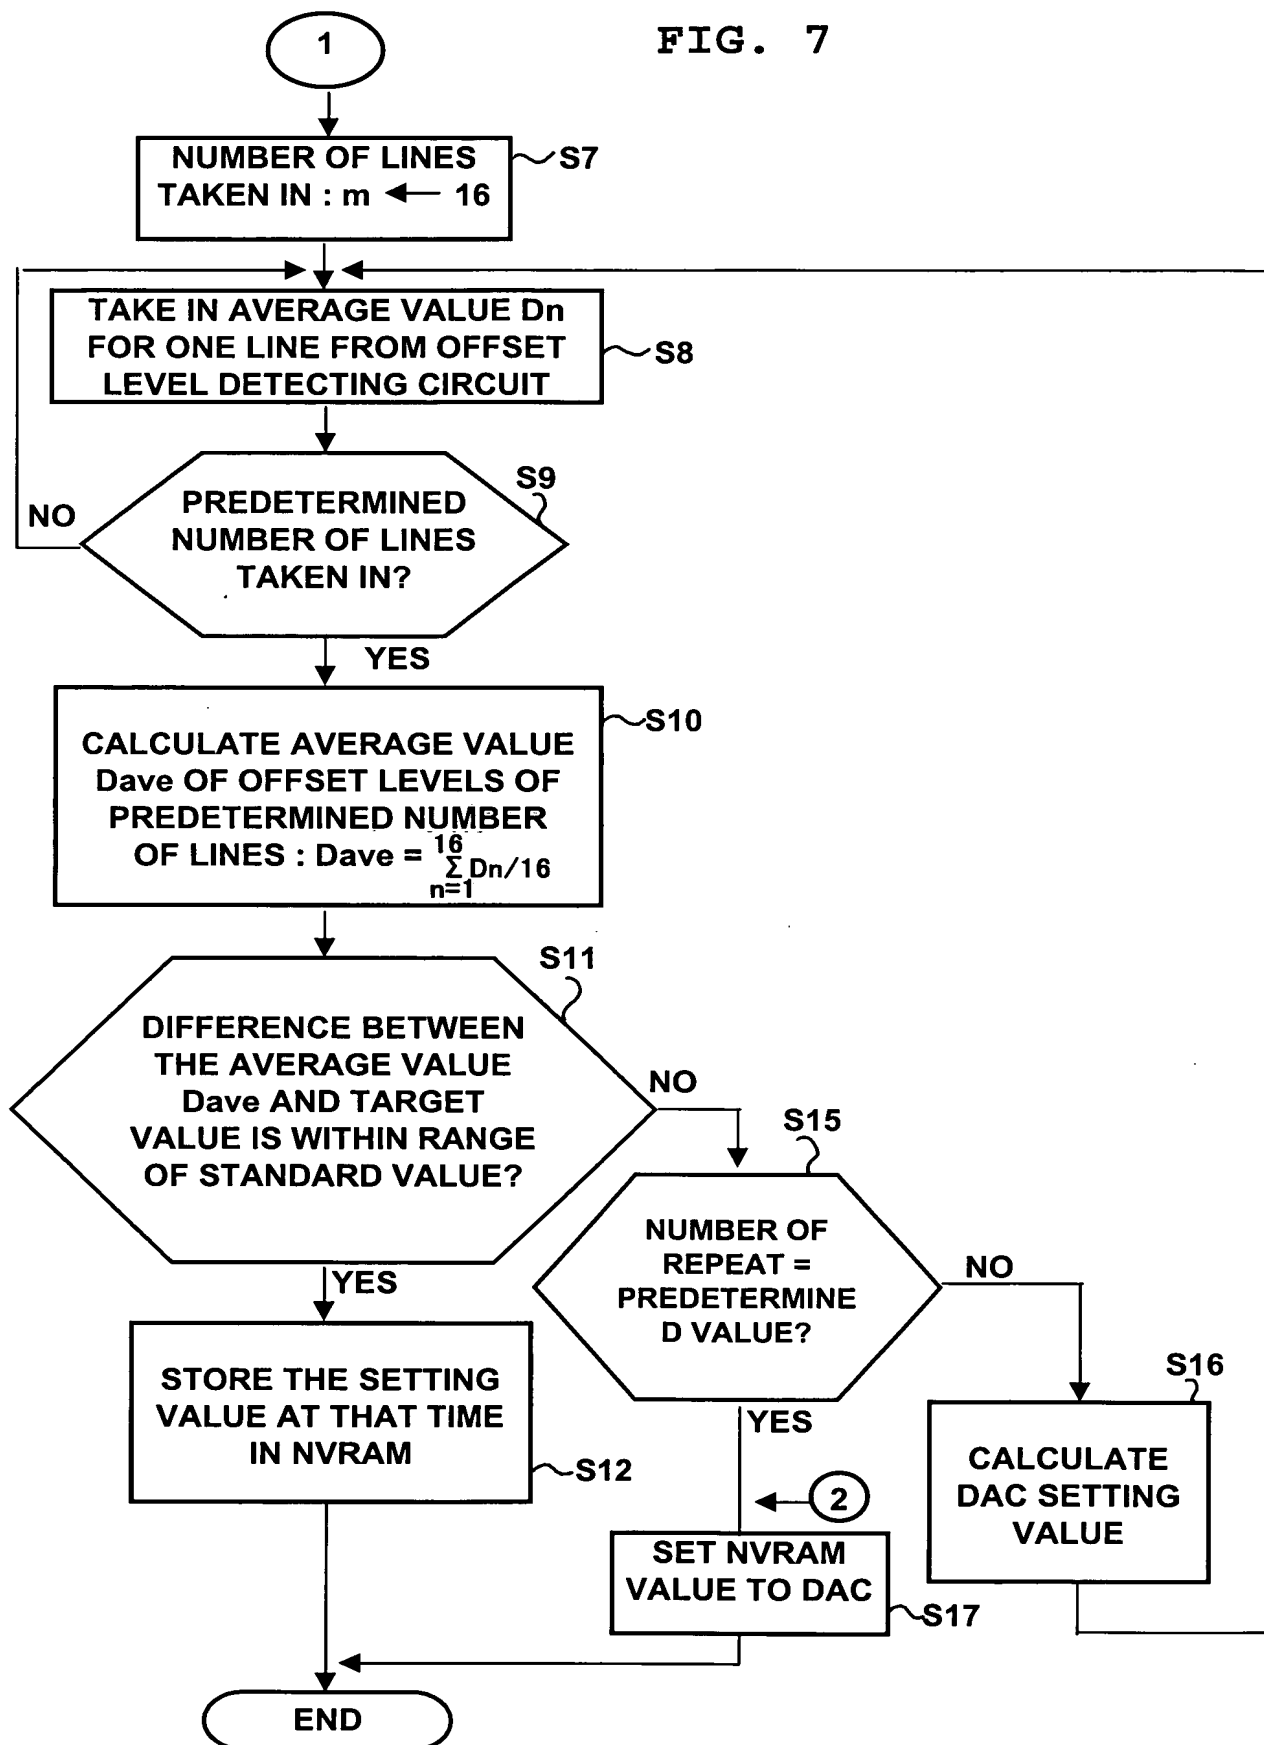 FIG. 7
1
NUMBER OF LINES
TAKEN IN : m ← 16
S7
TAKE IN AVERAGE VALUE Dn
FOR ONE LINE FROM OFFSET
LEVEL DETECTING CIRCUIT
S8
S9
NO
PREDETERMINED
NUMBER OF LINES
TAKEN IN?
YES
S10
CALCULATE AVERAGE VALUE
Dave OF OFFSET LEVELS OF
PREDETERMINED NUMBER
OF LINES : Dave = 16 Σ n=1 Dn/16
S11
DIFFERENCE BETWEEN
THE AVERAGE VALUE
Dave AND TARGET
VALUE IS WITHIN RANGE
OF STANDARD VALUE?
NO
YES
S15
NUMBER OF
REPEAT =
PREDETERMINE
D VALUE?
NO
YES
STORE THE SETTING
VALUE AT THAT TIME
IN NVRAM
S12
S16
CALCULATE
DAC SETTING
VALUE
2
SET NVRAM
VALUE TO DAC
S17
END